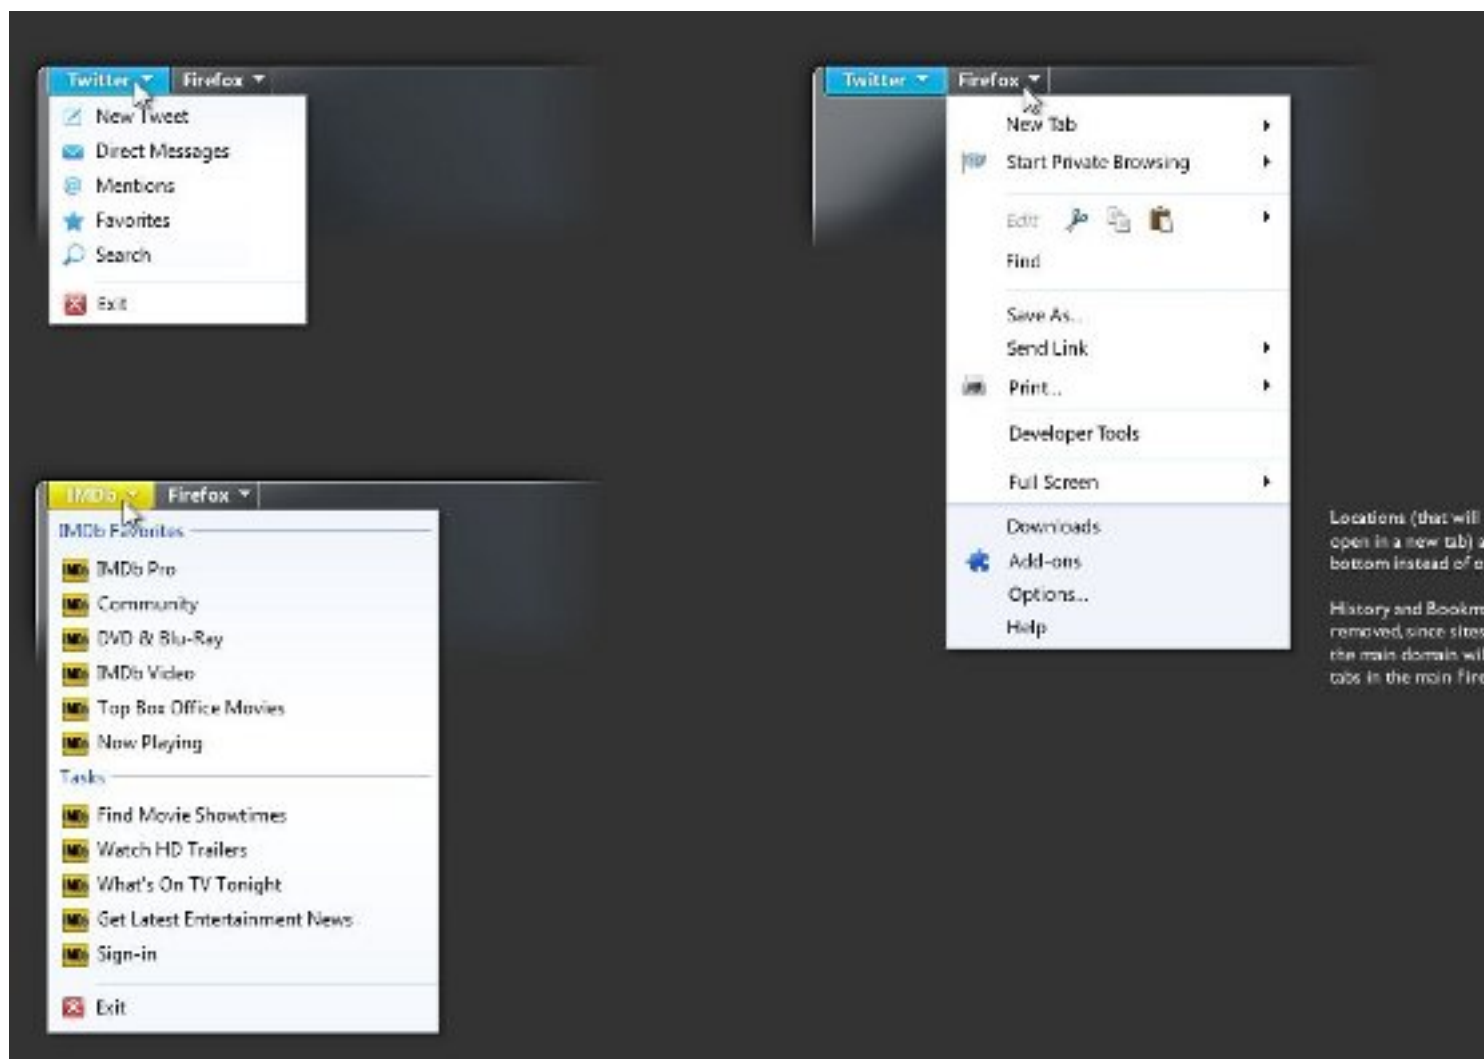 Twitter Firefox
New Tweet
Direct Messages
Mentions
Favorites
Search
Exit
Twitter Firefox
New Tab
Start Private Browsing
Edit
Find
Save As...
Send Link
Print...
Developer Tools
Full Screen
Downloads
Add-ons
Options...
Help
IMDb Firefox
IMDb Favorites
IMDb Pro
Community
DVD & Blu-Ray
IMDb Video
Top Box Office Movies
Now Playing
Tasks
Find Movie Showtimes
Watch HD Trailers
What's On TV Tonight
Get Latest Entertainment News
Sign-in
Exit
Locations (that will
open in a new tab) a
bottom instead of o
History and Bookm
removed, since sites
the main domain wil
tabs in the main Fire